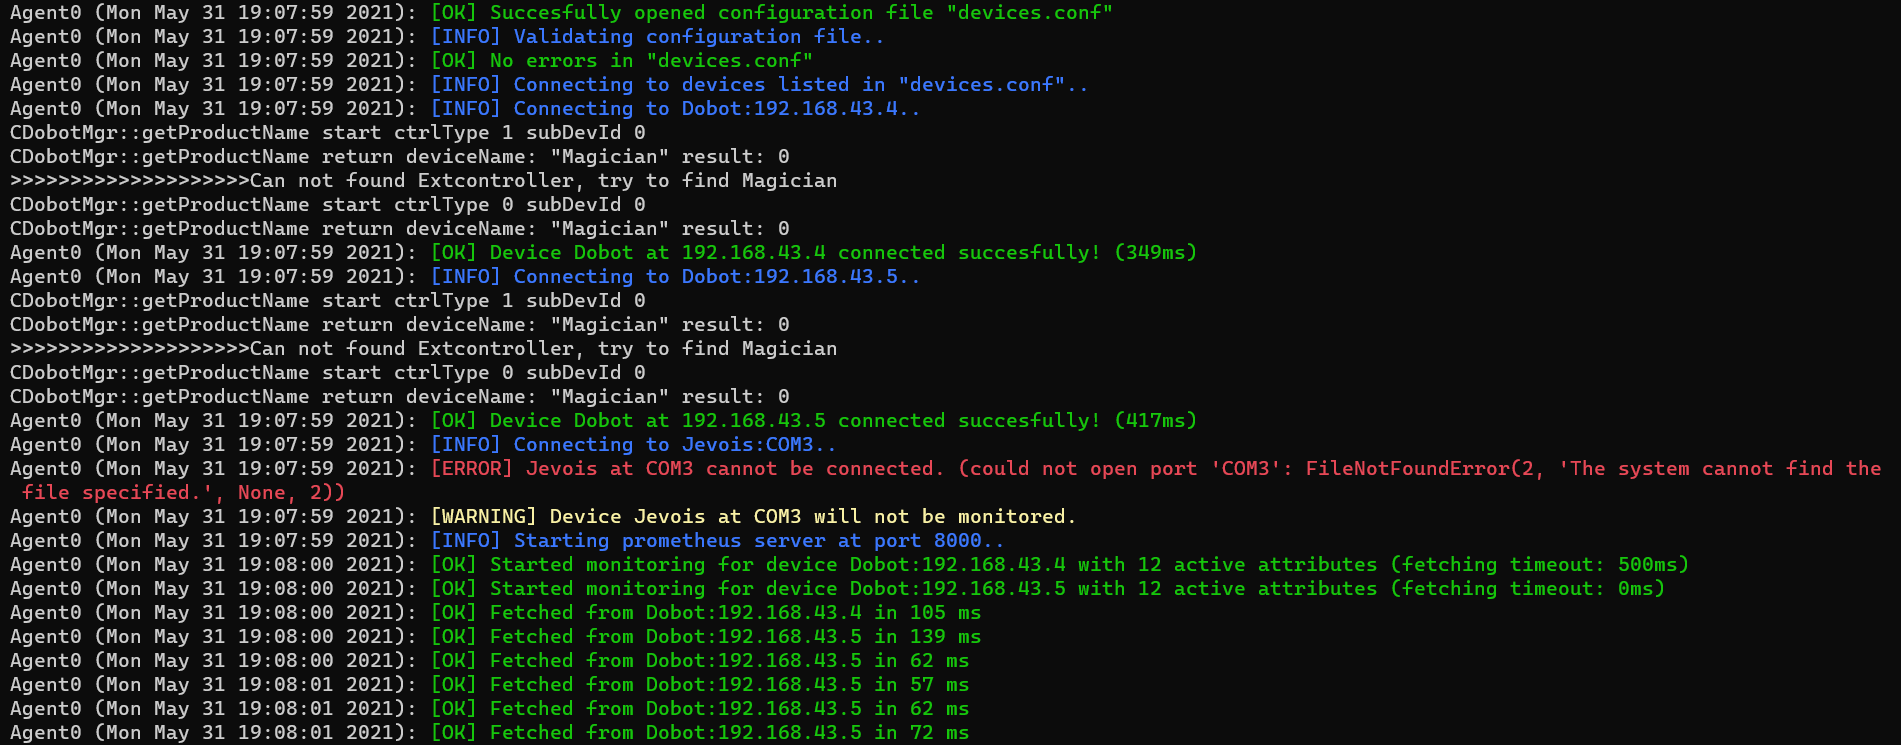 Agent0 (Mon May 31 19:07:59 2021): [OK] Succesfully opened configuration file "devices.conf"
Agent0 (Mon May 31 19:07:59 2021): [INFO] Validating configuration file..
Agent0 (Mon May 31 19:07:59 2021): [OK] No errors in "devices.conf"
Agent0 (Mon May 31 19:07:59 2021): [INFO] Connecting to devices listed in "devices.conf"..
Agent0 (Mon May 31 19:07:59 2021): [INFO] Connecting to Dobot:192.168.43.4..
CDobotMgr::getProductName start ctrlType 1 subDevId 0
CDobotMgr::getProductName return deviceName: "Magician" result: 0
>>>>>>>>>>>>>>>>>>>>Can not found Extcontroller, try to find Magician
CDobotMgr::getProductName start ctrlType 0 subDevId 0
CDobotMgr::getProductName return deviceName: "Magician" result: 0
Agent0 (Mon May 31 19:07:59 2021): [OK] Device Dobot at 192.168.43.4 connected succesfully! (349ms)
Agent0 (Mon May 31 19:07:59 2021): [INFO] Connecting to Dobot:192.168.43.5..
CDobotMgr::getProductName start ctrlType 1 subDevId 0
CDobotMgr::getProductName return deviceName: "Magician" result: 0
>>>>>>>>>>>>>>>>>>>>Can not found Extcontroller, try to find Magician
CDobotMgr::getProductName start ctrlType 0 subDevId 0
CDobotMgr::getProductName return deviceName: "Magician" result: 0
Agent0 (Mon May 31 19:07:59 2021): [OK] Device Dobot at 192.168.43.5 connected succesfully! (417ms)
Agent0 (Mon May 31 19:07:59 2021): [INFO] Connecting to Jevois:COM3..
Agent0 (Mon May 31 19:07:59 2021): [ERROR] Jevois at COM3 cannot be connected. (could not open port 'COM3': FileNotFoundError(2, 'The system cannot find the
file specified.', None, 2))
Agent0 (Mon May 31 19:07:59 2021): [WARNING] Device Jevois at COM3 will not be monitored.
Agent0 (Mon May 31 19:07:59 2021): [INFO] Starting prometheus server at port 8000..
Agent0 (Mon May 31 19:08:00 2021): [OK] Started monitoring for device Dobot:192.168.43.4 with 12 active attributes (fetching timeout: 500ms)
Agent0 (Mon May 31 19:08:00 2021): [OK] Started monitoring for device Dobot:192.168.43.5 with 12 active attributes (fetching timeout: 0ms)
Agent0 (Mon May 31 19:08:00 2021): [OK] Fetched from Dobot:192.168.43.4 in 105 ms
Agent0 (Mon May 31 19:08:00 2021): [OK] Fetched from Dobot:192.168.43.5 in 139 ms
Agent0 (Mon May 31 19:08:00 2021): [OK] Fetched from Dobot:192.168.43.5 in 62 ms
Agent0 (Mon May 31 19:08:01 2021): [OK] Fetched from Dobot:192.168.43.5 in 57 ms
Agent0 (Mon May 31 19:08:01 2021): [OK] Fetched from Dobot:192.168.43.5 in 62 ms
Agent0 (Mon May 31 19:08:01 2021): [OK] Fetched from Dobot:192.168.43.5 in 72 ms